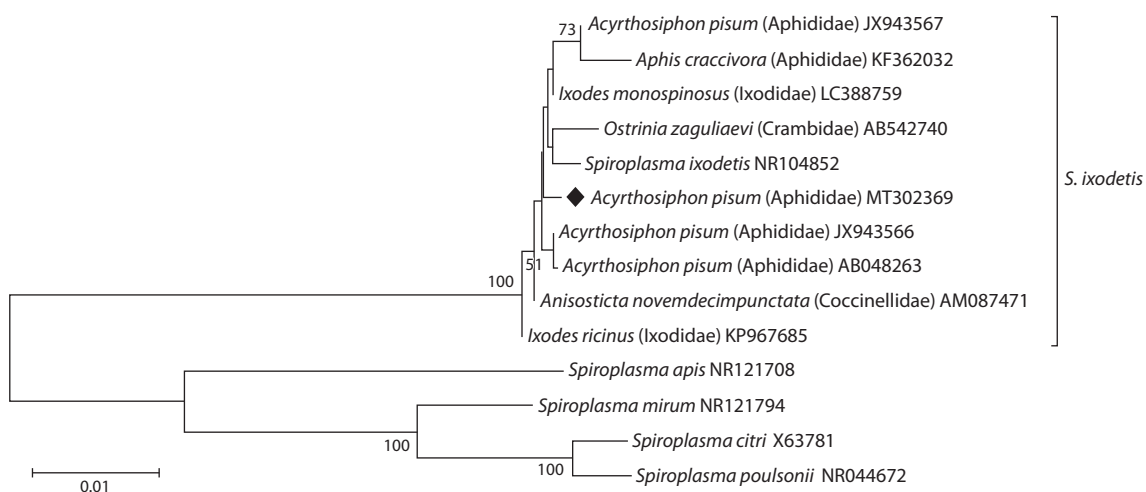 73
Acyrthosiphon pisum (Aphididae) JX943567
Aphis craccivora (Aphididae) KF362032
Ixodes monospinosus (Ixodidae) LC388759
Ostrinia zaguliaevi (Crambidae) AB542740
Spiroplasma ixodetis NR104852
S. ixodetis
Acyrthosiphon pisum (Aphididae) MT302369
Acyrthosiphon pisum (Aphididae) JX943566
51
Acyrthosiphon pisum (Aphididae) AB048263
100
Anisosticta novemdecimpunctata (Coccinellidae) AM087471
Ixodes ricinus (Ixodidae) KP967685
Spiroplasma apis NR121708
Spiroplasma mirum NR121794
100
Spiroplasma citri X63781
100
Spiroplasma poulsonii NR044672
0.01